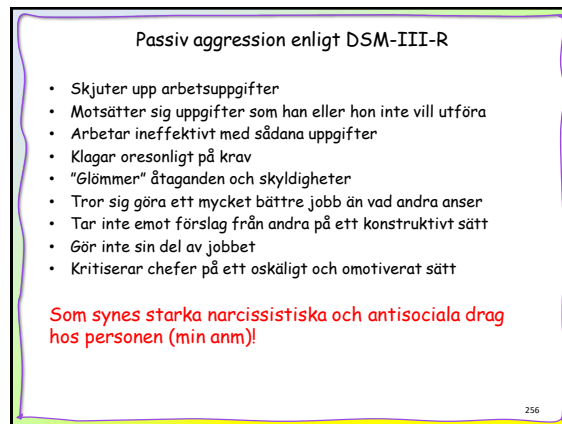 Passiv aggression enligt DSM-III-R
• Skjuter upp arbetsuppgifter
• Motsätter sig uppgifter som han eller hon inte vill utföra
• Arbetar ineffektivt med sådana uppgifter
• Klagar oresonligt på krav
• ”Glömmer” åtaganden och skyldigheter
• Tror sig göra ett mycket bättre jobb än vad andra anser
• Tar inte emot förslag från andra på ett konstruktivt sätt
• Gör inte sin del av jobbet
• Kritiserar chefer på ett oskäligt och omotiverat sätt
Som synes starka narcissistiska och antisociala drag
hos personen (min anm)!
256